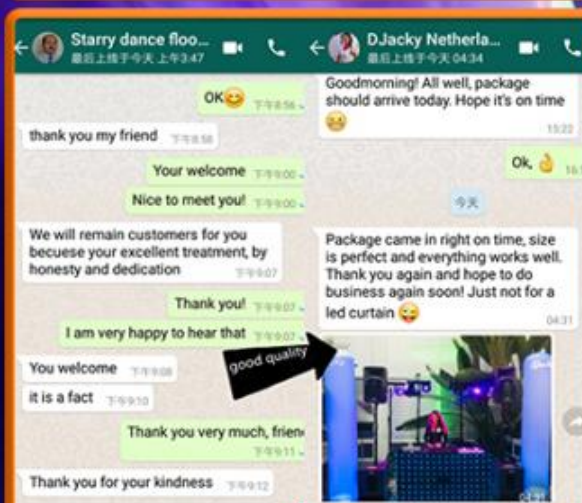 Starry dance floo...
最后上线于今天 上午3:47
OK😊
下午8:56
thank you my friend
下午8:58
Your welcome
下午9:00
Nice to meet you!
下午9:00
We will remain customers for you
becuese your excellent treatment, by
honesty and dedication
下午9:07
Thank you!
下午9:07
I am very happy to hear that
下午9:07
You welcome
下午9:08
it is a fact
下午9:10
Thank you very much, frien
下午9:11
Thank you for your kindness
下午9:12
DJacky Netherla...
最后上线于今天 04:34
Goodmorning! All well, package
should arrive today. Hope it's on time
😁
15:22
Ok, 👌
今天
Package came in right on time, size
is perfect and everything works well.
Thank you again and hope to do
business again soon! Just not for a
led curtain 😜
04:31
good quality